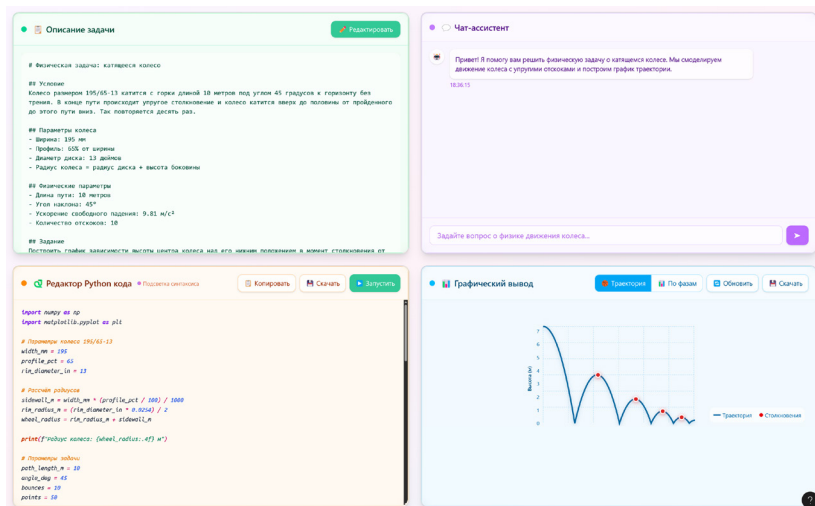 📋 Описание задачи
Редактировать
# Физическая задача: катящееся колесо
## Условие
Колесо размером 195/65-13 катится с горки длиной 10 метров под углом 45 градусов к горизонту без
трения. В конце пути происходит упругое столкновение и колесо катится вверх до половины от пройденного
до этого пути вниз. Так повторяется десять раз.
## Параметры колеса
- Ширина: 195 мм
- Профиль: 65% от ширины
- Диаметр диска: 13 дюймов
- Радиус колеса = радиус диска + высота боковины
## Физические параметры
- Длина пути: 10 метров
- Угол наклона: 45°
- Ускорение свободного падения: 9.81 м/с²
- Количество отскоков: 10
## Задание
Построить график зависимости высоты центра колеса над его нижним положением в момент столкновения от
Чат-ассистент
Привет! Я помогу вам решить физическую задачу о катящемся колесе. Мы смоделируем
движение колеса с упругими отскоками и построим график траектории.
18:36:15
Задайте вопрос о физике движения колеса...
Редактор Python кода
Подсветка синтаксиса
Копировать
Скачать
Запустить
import numpy as np
import matplotlib.pyplot as plt
# Параметры колеса 195/65-13
width_mm = 195
profile_pct = 65
rim_diameter_in = 13
# Рассчёт радиусов
sidewall_m = width_mm * (profile_pct / 100) / 1000
rim_radius_m = (rim_diameter_in * 0.0254) / 2
wheel_radius = rim_radius_m + sidewall_m
print(f"Радиус колеса: {wheel_radius:.4f} м")
# Параметры задачи
path_length_m = 10
angle_deg = 45
bounces = 10
points = 50
Графический вывод
Траектория
По фазам
Обновить
Скачать
Высота (м)
7
6
5
4
3
2
1
0
Траектория
Столкновения
?